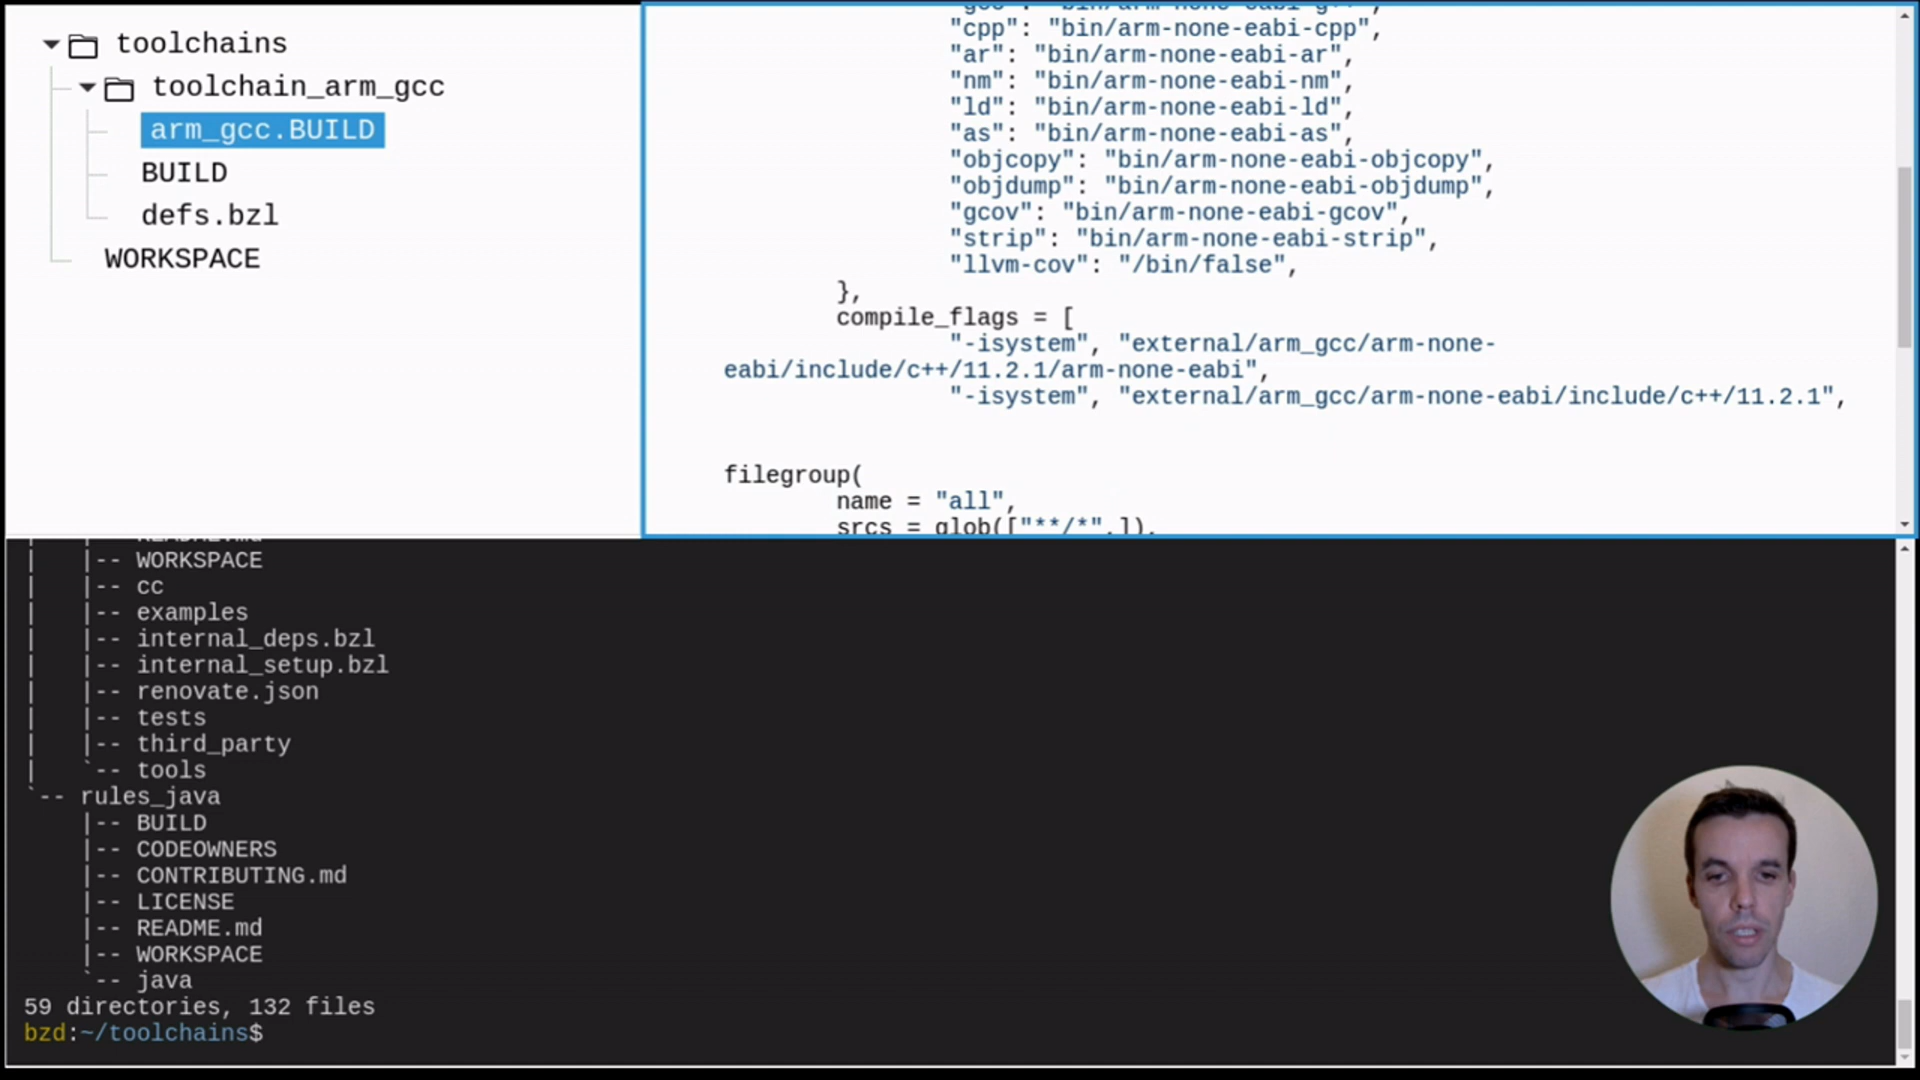 toolchains
toolchain_arm_gcc
arm_gcc.BUILD
BUILD
defs.bzl
WORKSPACE
"cpp": "bin/arm-none-eabi-cpp",
"ar": "bin/arm-none-eabi-ar",
"nm": "bin/arm-none-eabi-nm",
"ld": "bin/arm-none-eabi-ld",
"as": "bin/arm-none-eabi-as",
"objcopy": "bin/arm-none-eabi-objcopy",
"objdump": "bin/arm-none-eabi-objdump",
"gcov": "bin/arm-none-eabi-gcov",
"strip": "bin/arm-none-eabi-strip",
"llvm-cov": "/bin/false",
},
compile_flags = [
"-isystem", "external/arm_gcc/arm-none-
eabi/include/c++/11.2.1/arm-none-eabi",
"-isystem", "external/arm_gcc/arm-none-eabi/include/c++/11.2.1",
filegroup(
name = "all",
srcs = glob(["**/*",]),
|   |-- WORKSPACE
|   |-- cc
|   |-- examples
|   |-- internal_deps.bzl
|   |-- internal_setup.bzl
|   |-- renovate.json
|   |-- tests
|   |-- third_party
|   `-- tools
`-- rules_java
|-- BUILD
|-- CODEOWNERS
|-- CONTRIBUTING.md
|-- LICENSE
|-- README.md
|-- WORKSPACE
`-- java
59 directories, 132 files
bzd:~/toolchains$